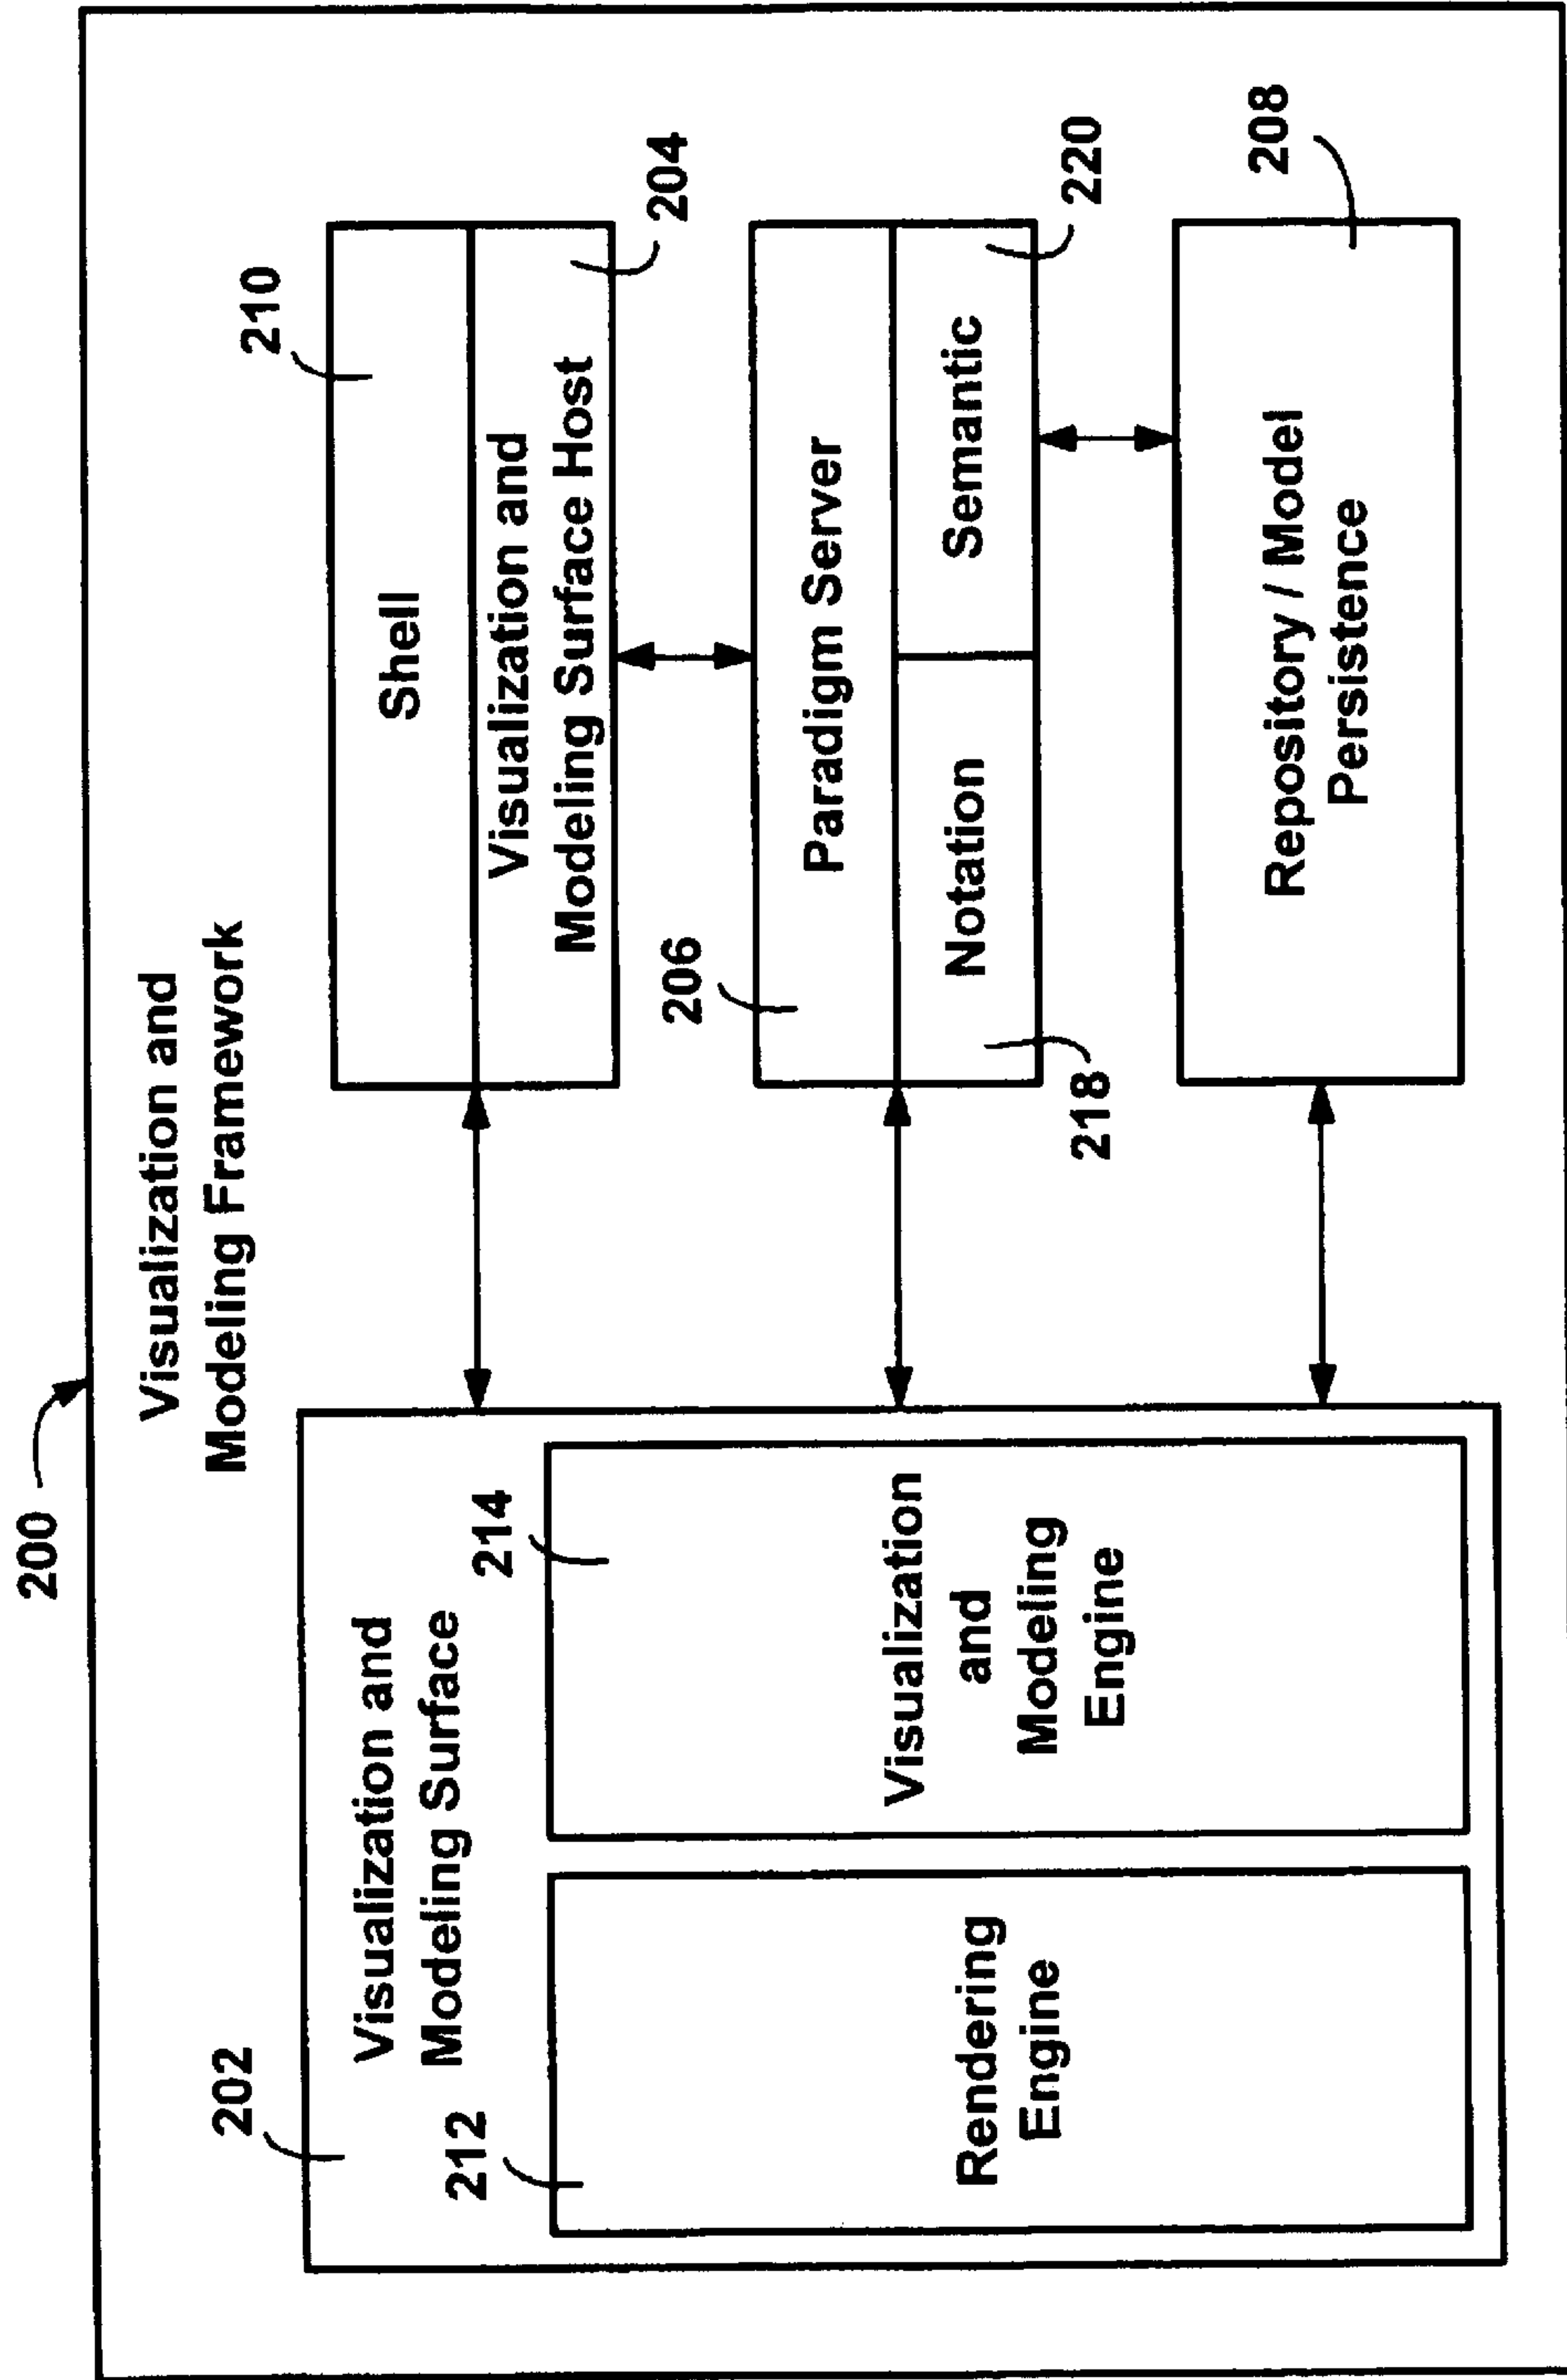 200
Visualization and
Modeling Framework
202
Visualization and
Modeling Surface
212
Rendering
Engine
214
Visualization
and
Modeling
Engine
210
Shell
Visualization and
Modeling Surface Host
204
206
Paradigm Server
Notation
Semantic
218
220
Repository / Model
Persistence
208